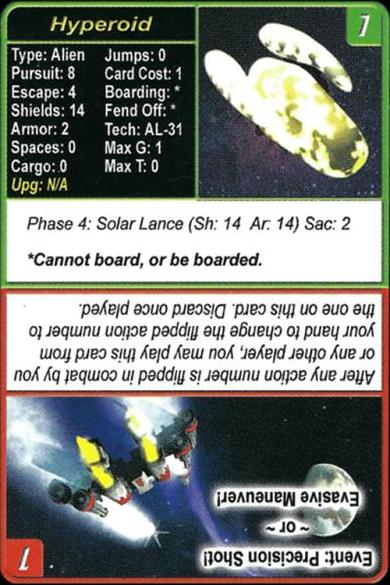 Hyperoid
1
Type: Alien Jumps: 0
Pursuit: 8 Card Cost: 1
Escape: 4 Boarding: *
Shields: 14 Fend Off: *
Armor: 2 Tech: AL-31
Spaces: 0 Max G: 1
Cargo: 0 Max T: 0
Upg: N/A
Phase 4: Solar Lance (Sh: 14 Ar: 14) Sac: 2
*Cannot board, or be boarded.
1
Event: Precision Shot!
~ or ~
Evasive Maneuver!
After any action number is flipped in combat by you
or any other player, you may play this card from
your hand to change the flipped action number to
the one on this card. Discard once played.